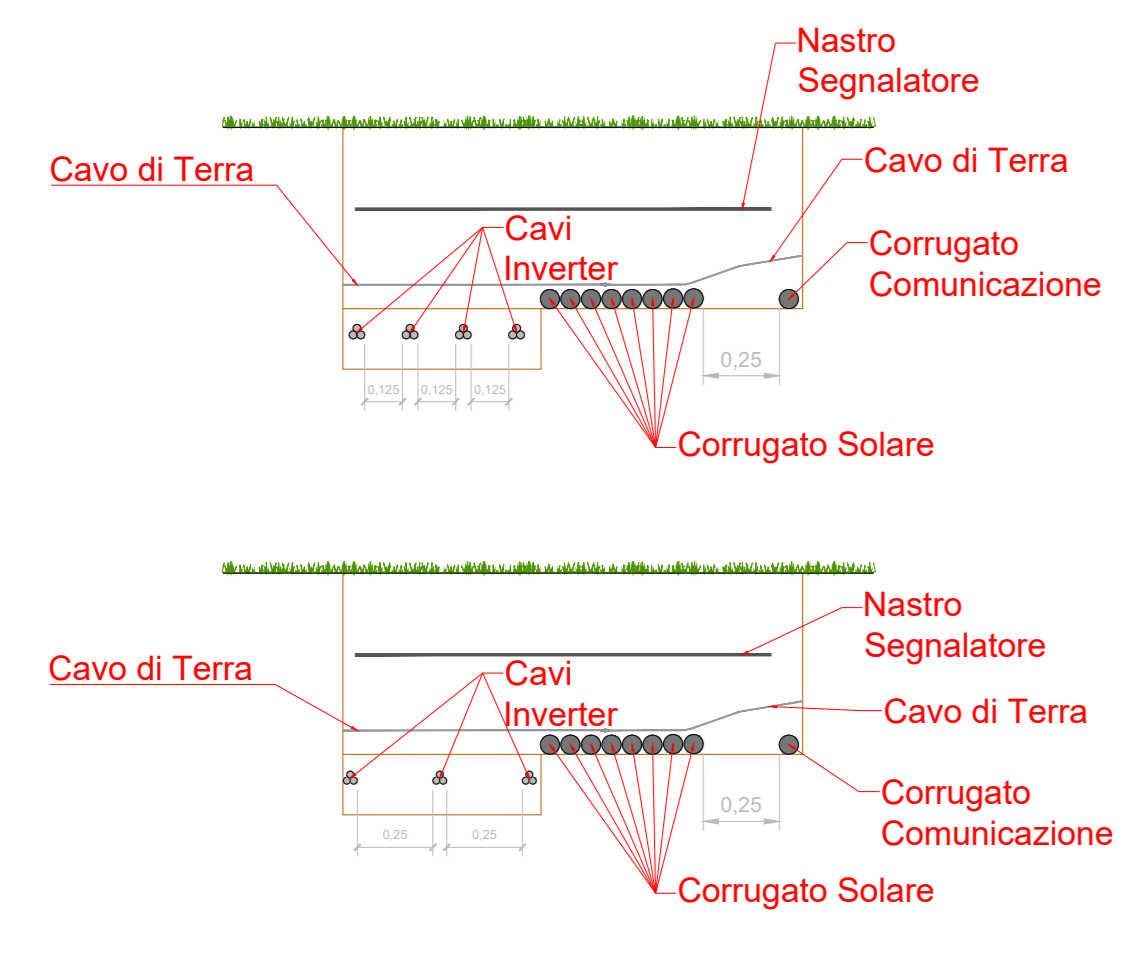 Nastro
Segnalatore
Cavo di Terra
Cavo di Terra
Cavi
Inverter
Corrugato
Comunicazione
0,25
0,125
0,125
0,125
Corrugato Solare
Nastro
Segnalatore
Cavo di Terra
Cavi
Inverter
Cavo di Terra
Corrugato
Comunicazione
0,25
0,25
0,25
Corrugato Solare